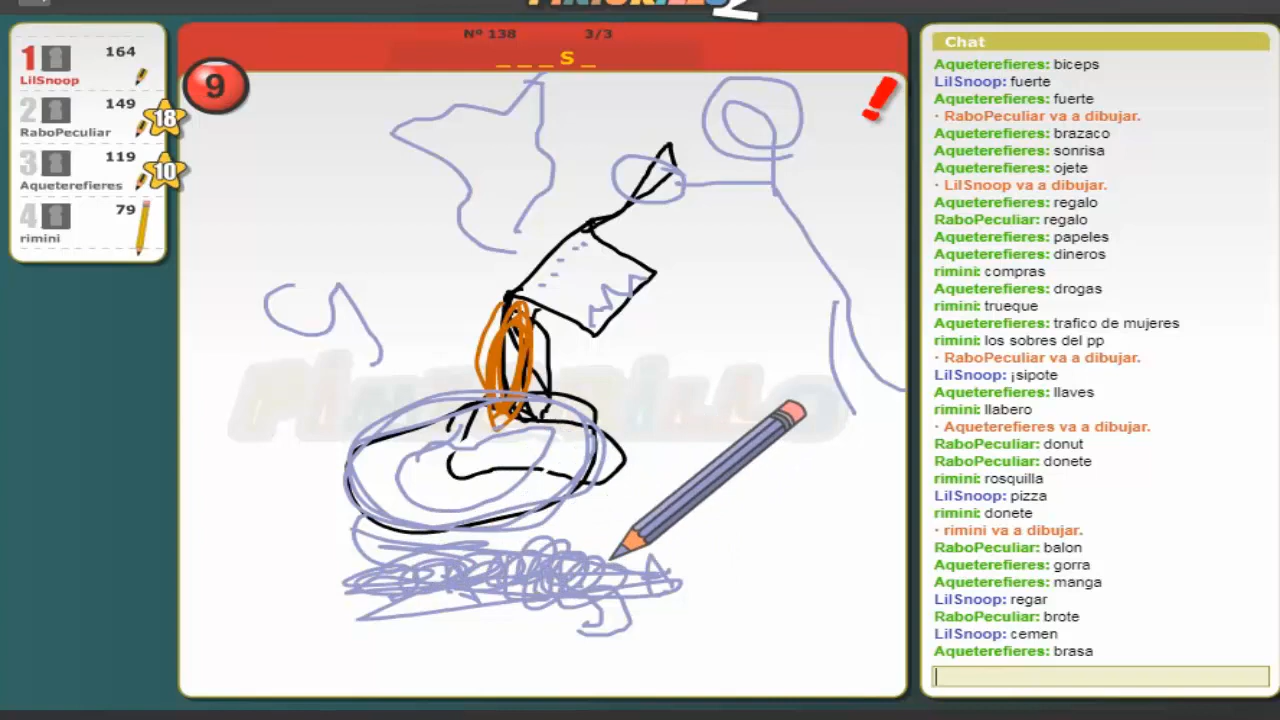 Nº 138 3/3
_ _ _ S _
9
1 164
LilSnoop
2 149
RaboPeculiar
18
3 119
Aqueterefieres
10
4 79
rimini
Chat
Aqueterefieres: biceps
LilSnoop: fuerte
Aqueterefieres: fuerte
· RaboPeculiar va a dibujar.
Aqueterefieres: brazaco
Aqueterefieres: sonrisa
Aqueterefieres: ojete
· LilSnoop va a dibujar.
Aqueterefieres: regalo
RaboPeculiar: regalo
Aqueterefieres: papeles
Aqueterefieres: dineros
rimini: compras
Aqueterefieres: drogas
rimini: trueque
Aqueterefieres: trafico de mujeres
rimini: los sobres del pp
· RaboPeculiar va a dibujar.
LilSnoop: ¡sipote
Aqueterefieres: llaves
rimini: llabero
· Aqueterefieres va a dibujar.
RaboPeculiar: donut
RaboPeculiar: donete
rimini: rosquilla
LilSnoop: pizza
rimini: donete
· rimini va a dibujar.
RaboPeculiar: balon
Aqueterefieres: gorra
Aqueterefieres: manga
LilSnoop: regar
RaboPeculiar: brote
LilSnoop: cemen
Aqueterefieres: brasa